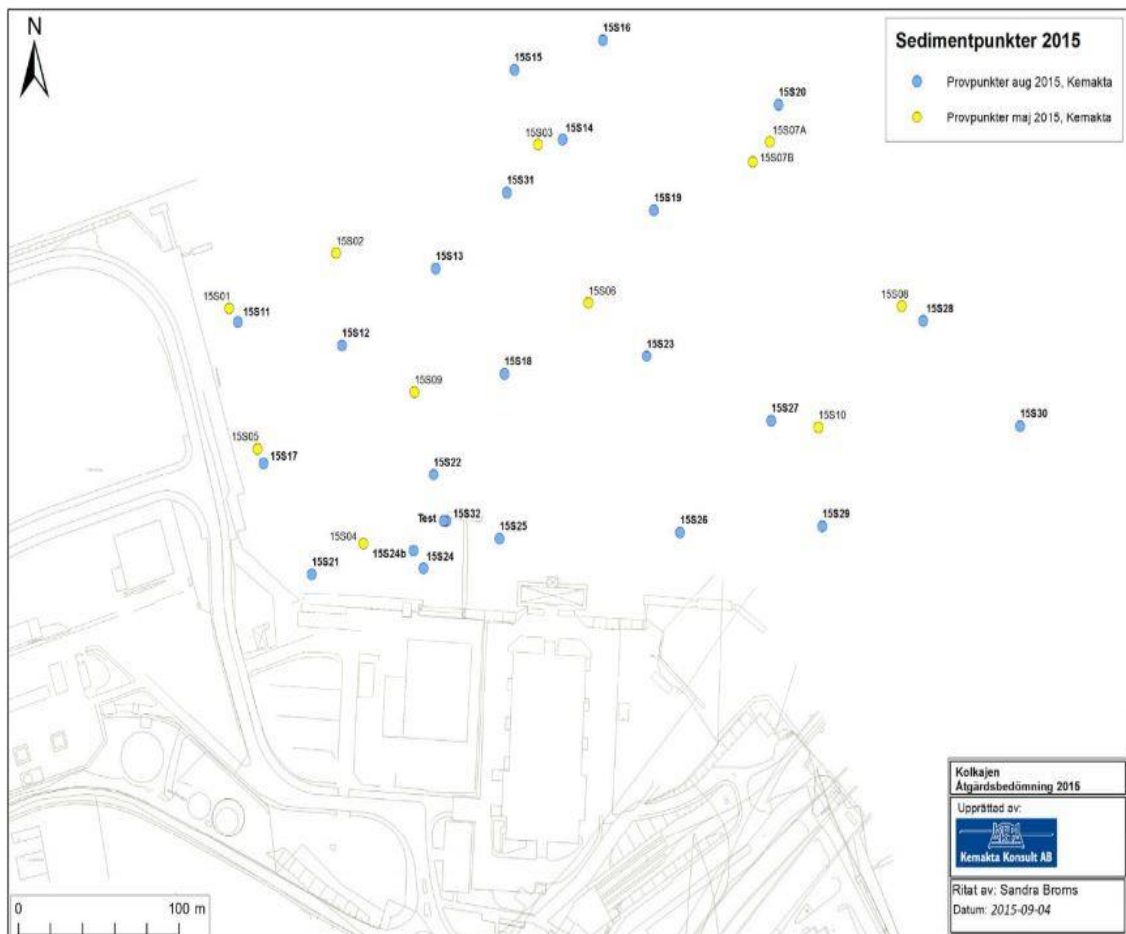 N
Sedimentpunkter 2015
Provpunkter aug 2015, Kemakta
Provpunkter maj 2015, Kemakta
15S16
15S15
15S20
15S03
15S14
15S07A
15S07B
15S31
15S19
15S02
15S13
15S01
15S11
15S06
15S08
15S28
15S12
15S23
15S18
15S09
15S27
15S10
15S30
15S05
15S17
15S22
Test
15S32
15S25
15S26
15S29
15S04
15S24b
15S24
15S21
Kolkajen
Åtgärdsbedömning 2015
Upprättad av:
Kemakta Konsult AB
Ritat av: Sandra Broms
Datum: 2015-09-04
0
100 m